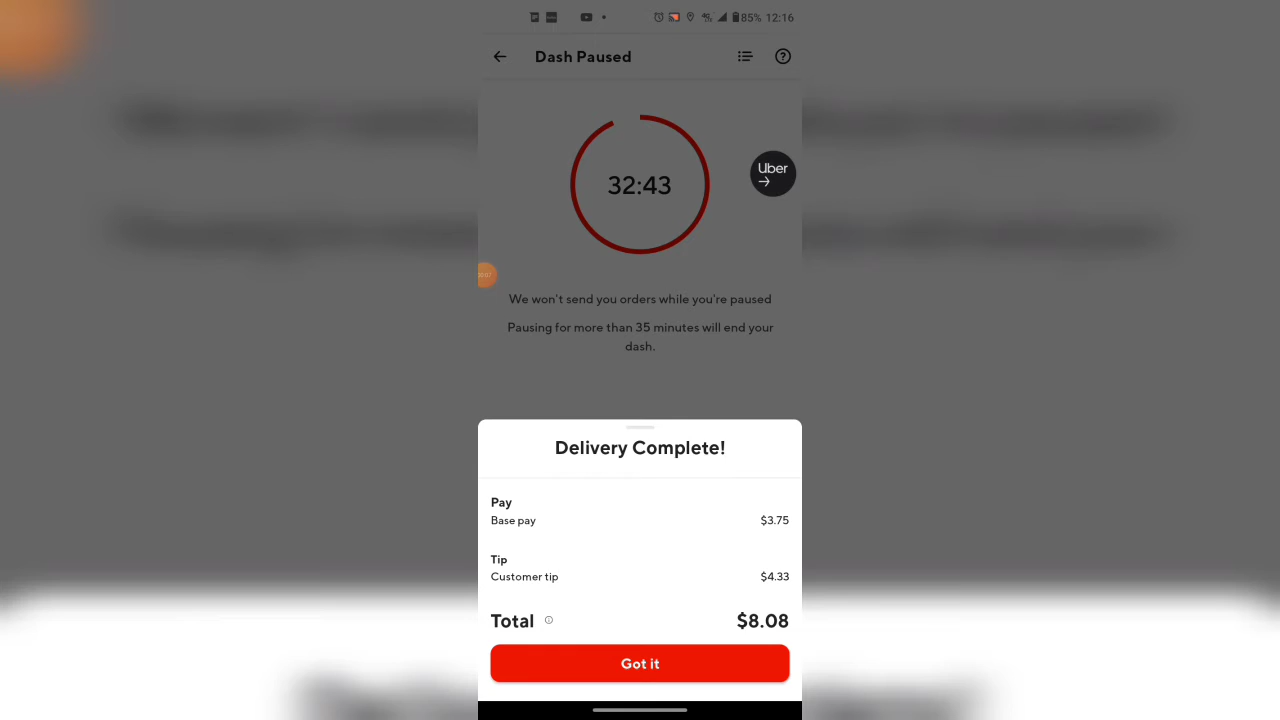 85% 12:16
Dash Paused
32:43
Uber
We won't send you orders while you're paused
Pausing for more than 35 minutes will end your
dash.
Delivery Complete!
Pay
Base pay $3.75
Tip
Customer tip $4.33
Total $8.08
Got it